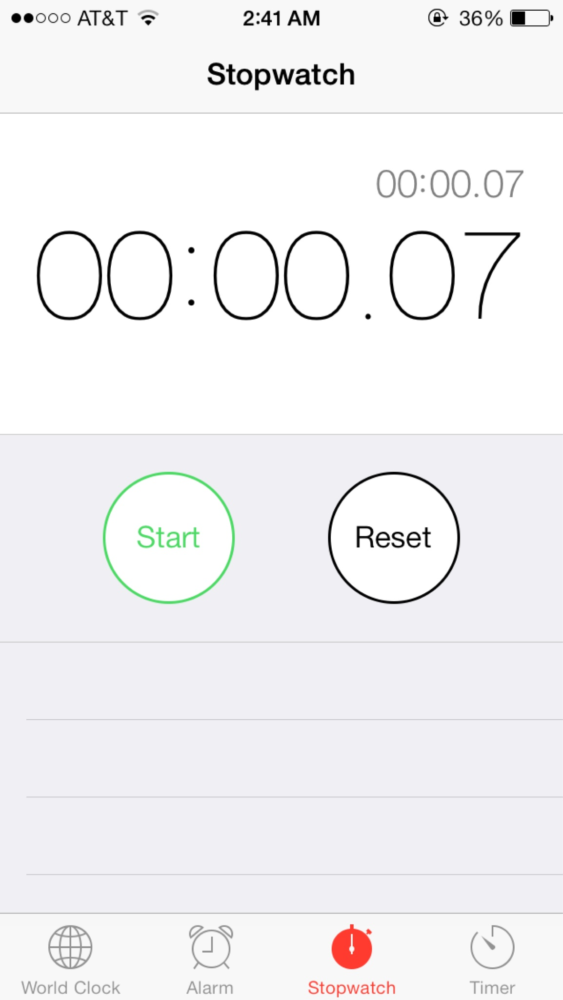 AT&T 2:41 AM 36%
Stopwatch
00:00.07
00:00.07
Start Reset
World Clock Alarm Stopwatch Timer